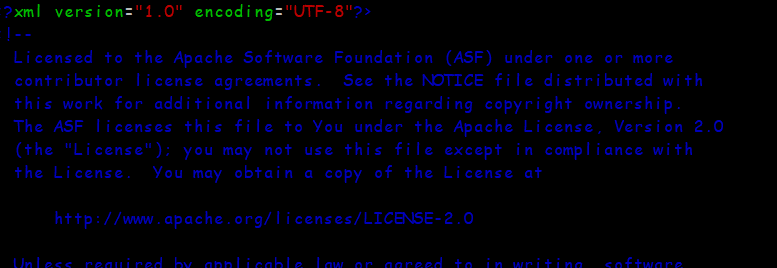 ?xml version="1.0" encoding="UTF-8"?>
!--
Licensed to the Apache Software Foundation (ASF) under one or more
contributor license agreements.  See the NOTICE file distributed with
this work for additional information regarding copyright ownership.
The ASF licenses this file to You under the Apache License, Version 2.0
(the "License"); you may not use this file except in compliance with
the License.  You may obtain a copy of the License at
http://www.apache.org/licenses/LICENSE-2.0
Unless required by applicable law or agreed to in writing, software